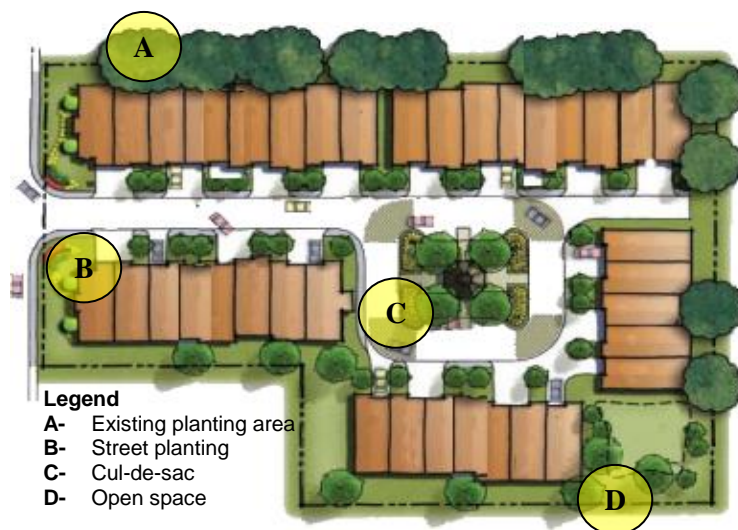 A
B
C
Legend
A- Existing planting area
B- Street planting
C- Cul-de-sac
D- Open space
D